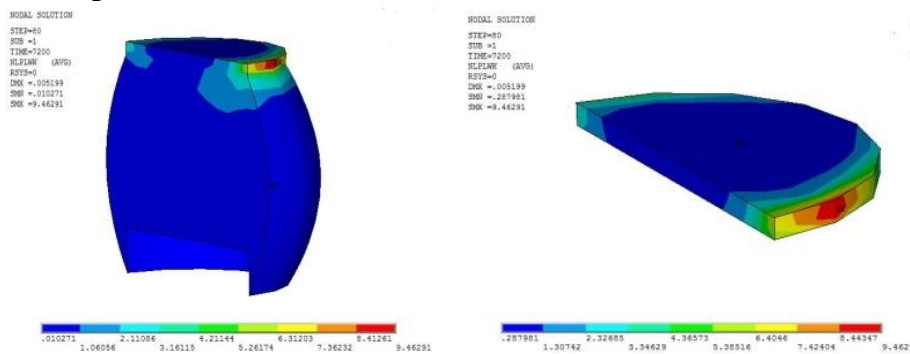 NODAL SOLUTION
STEP=80
SUB =1
TIME=7200
NLPLWK (AVG)
RSYS=0
DMX =.005199
SMN =.010271
SMX =9.46291
.010271 2.11086 4.21144 6.31203 8.41261
1.06056 3.16115 5.26174 7.36232 9.46291
NODAL SOLUTION
STEP=80
SUB =1
TIME=7200
NLPLWK (AVG)
RSYS=0
DMX =.005199
SMN =.287981
SMX =9.46291
.287981 2.32685 4.36573 6.4046 8.44347
1.30742 3.34629 5.38516 7.42404 9.4629